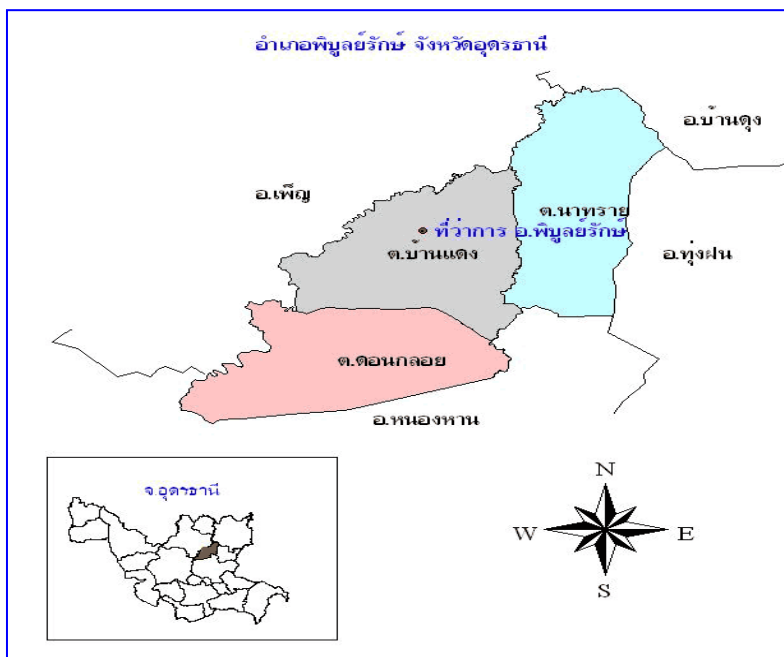 อำเภอพิบูลย์รักษ์ จังหวัดอุดรธานี
อ.บ้านดุง
อ.เพ็ญ
ต.นาทราย
ที่ว่าการ อ.พิบูลย์รักษ์
ต.บ้านแดง
อ.ทุ่งฝน
ต.ดอนกลอย
อ.หนองหาน
จ.อุดรธานี
N
W
E
S